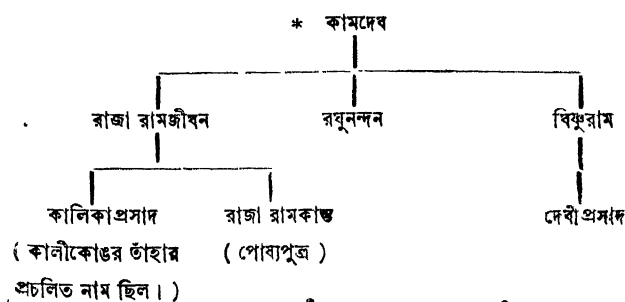 * কামদেব
রাজা রামজীবন রঘুনন্দন বিষ্ণুরাম
কালিকাপ্রসাদ রাজা রামকান্ত দেবীপ্রসাদ
( কালীকোঙর তাঁহার ( পোষ্যপুত্র )
প্রচলিত নাম ছিল। )